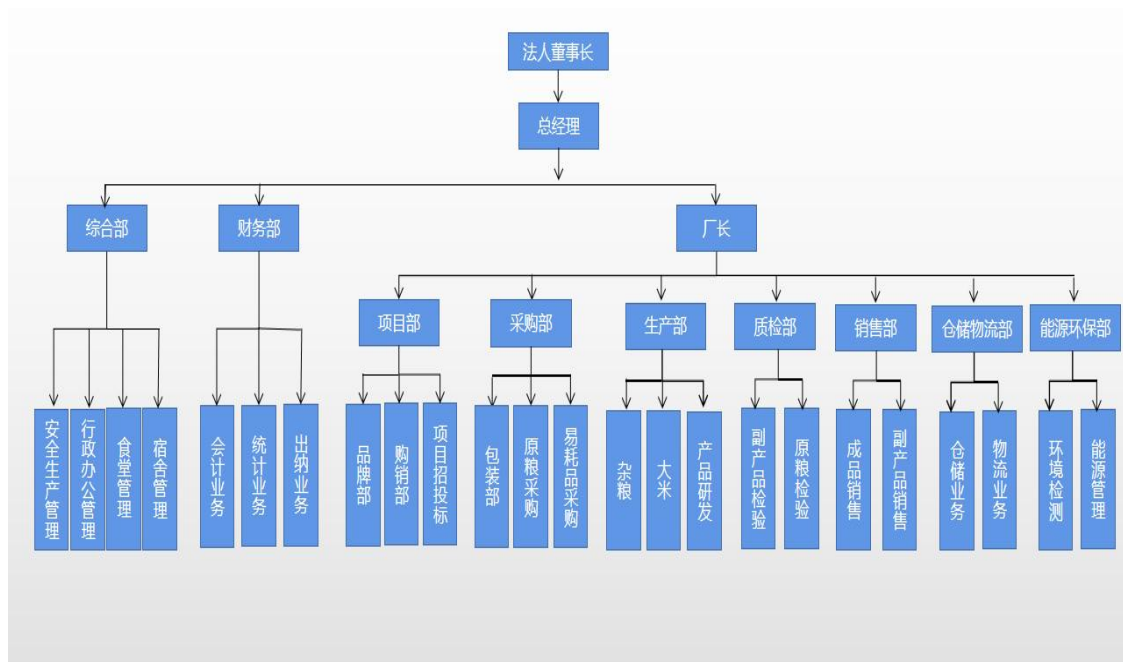 法人董事长
总经理
综合部
财务部
厂长
项目部
采购部
生产部
质检部
销售部
仓储物流部
能源环保部
安全生产管理
行政办公管理
食堂管理
宿舍管理
会计业务
统计业务
出纳业务
品牌部
购销部
项目招投标
包装部
原粮采购
易耗品采购
杂粮
大米
产品研发
副产品检验
原粮检验
成品销售
副产品销售
仓储业务
物流业务
环境检测
能源管理